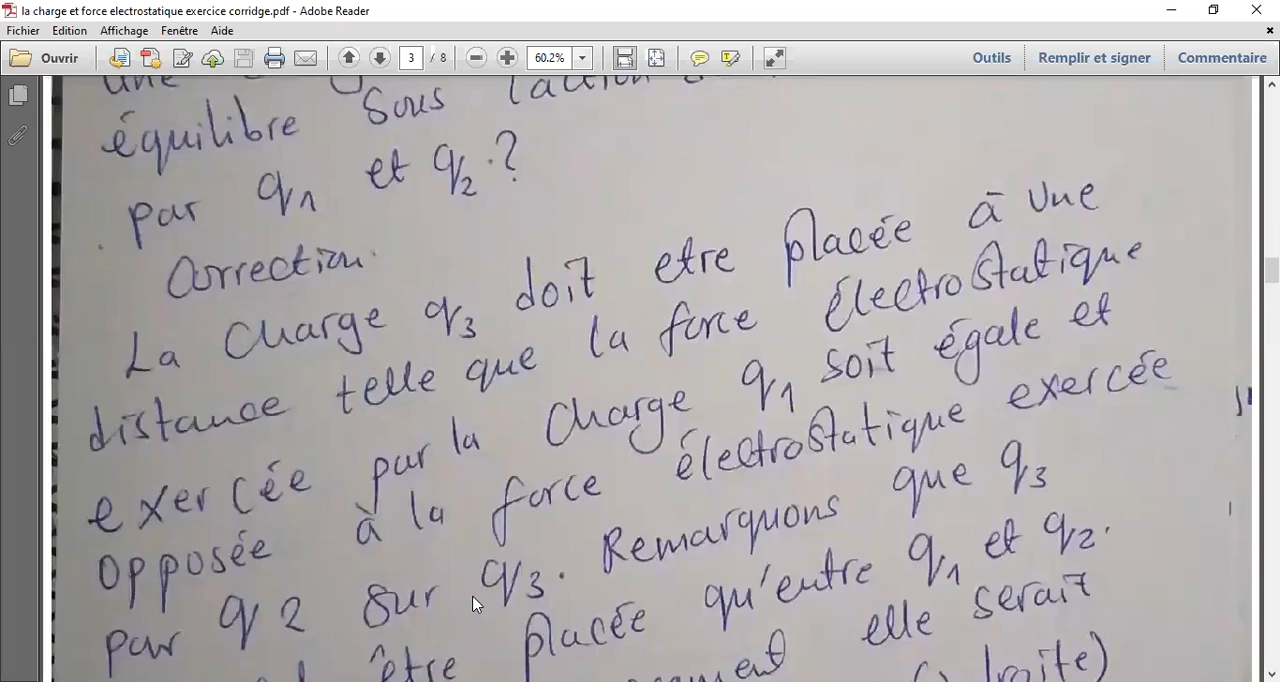 la charge et force electrostatique exercice corridge.pdf - Adobe Reader
Fichier Edition Affichage Fenêtre Aide
Ouvrir 3 / 8 60.2% Outils Remplir et signer Commentaire
une
équilibre sous l'action
par q1 et q2.?
Correction.
La charge q3 doit etre placée à une
distance telle que la force électrostatique
exercée par la charge q1 soit égale et
opposée à la force électrostatique exercée
par q2 sur q3. Remarquons que q3
être placée qu'entre q1 et q2.
elle serait
droite)